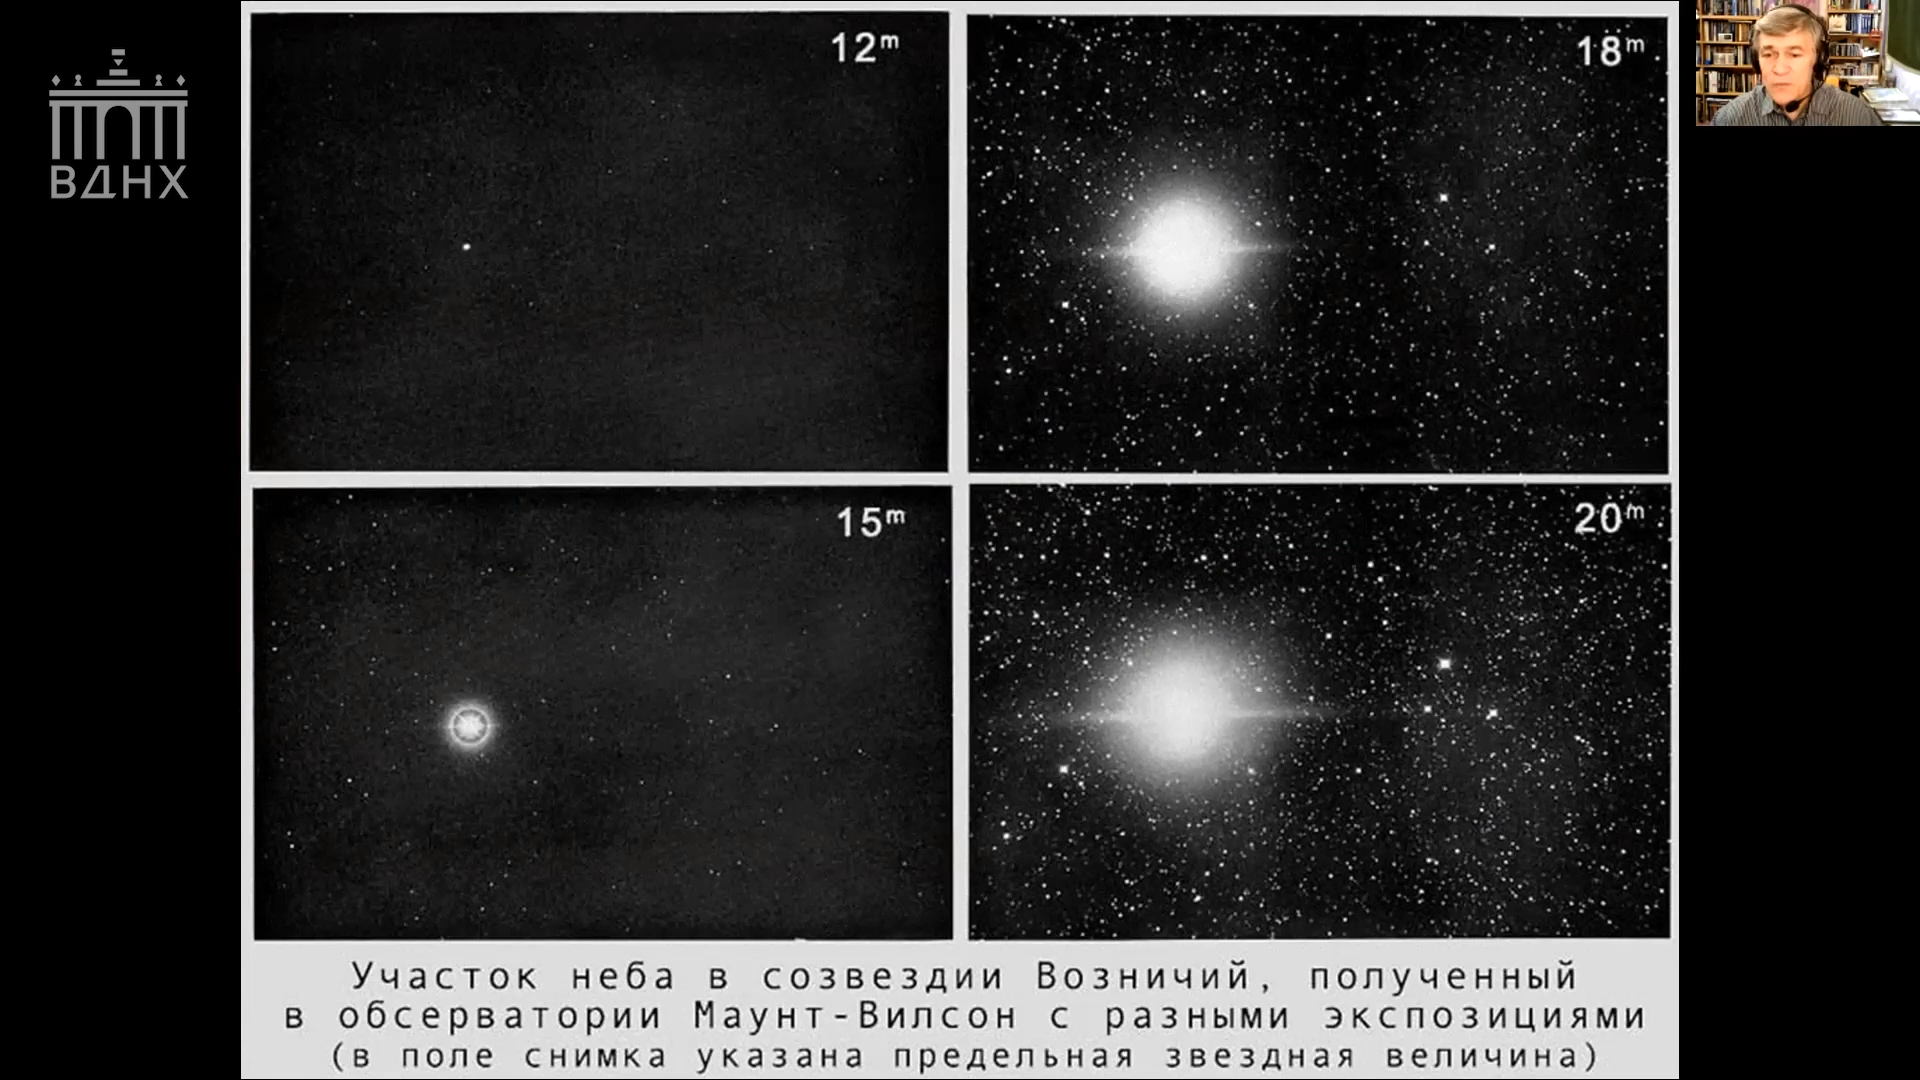 ВДНХ
12ᵐ
18ᵐ
15ᵐ
20ᵐ
Участок неба в созвездии Возничий, полученный
в обсерватории Маунт-Вилсон с разными экспозициями
(в поле снимка указана предельная звездная величина)